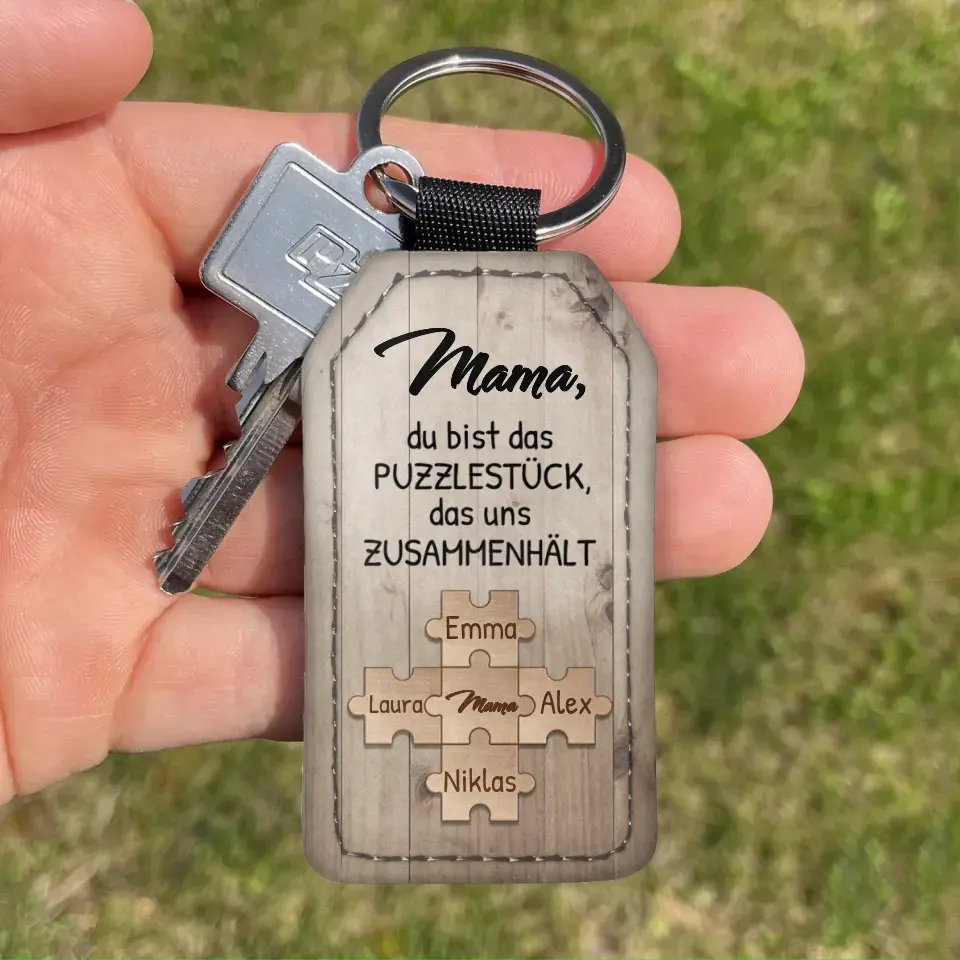 Mama,
du bist das
PUZZLESTÜCK,
das uns
ZUSAMMENHÄLT
Emma
Laura Mama Alex
Niklas